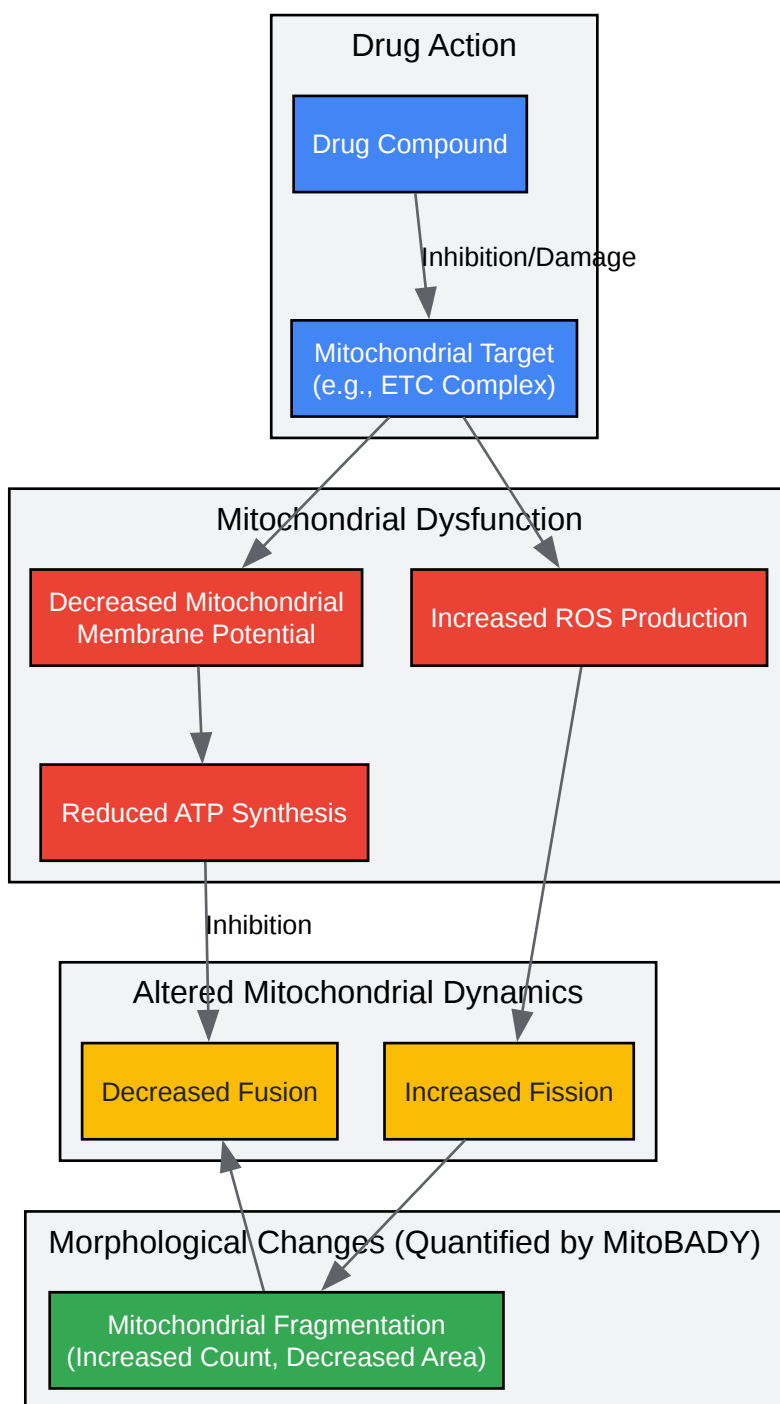 Drug Action
Drug Compound
Inhibition/Damage
Mitochondrial Target
(e.g., ETC Complex)
Mitochondrial Dysfunction
Decreased Mitochondrial
Membrane Potential
Increased ROS Production
Reduced ATP Synthesis
Inhibition
Altered Mitochondrial Dynamics
Decreased Fusion
Increased Fission
Morphological Changes (Quantified by MitoBADY)
Mitochondrial Fragmentation
(Increased Count, Decreased Area)